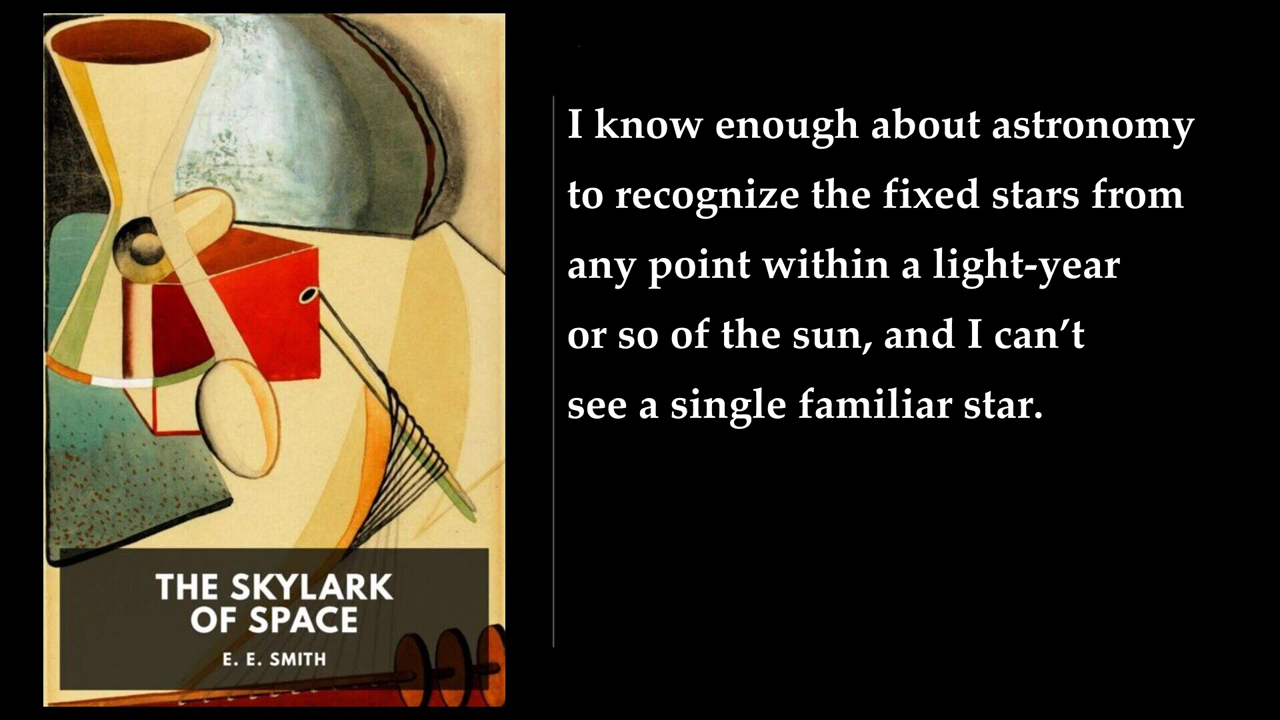 THE SKYLARK
OF SPACE
E. E. SMITH
I know enough about astronomy
to recognize the fixed stars from
any point within a light-year
or so of the sun, and I can’t
see a single familiar star.